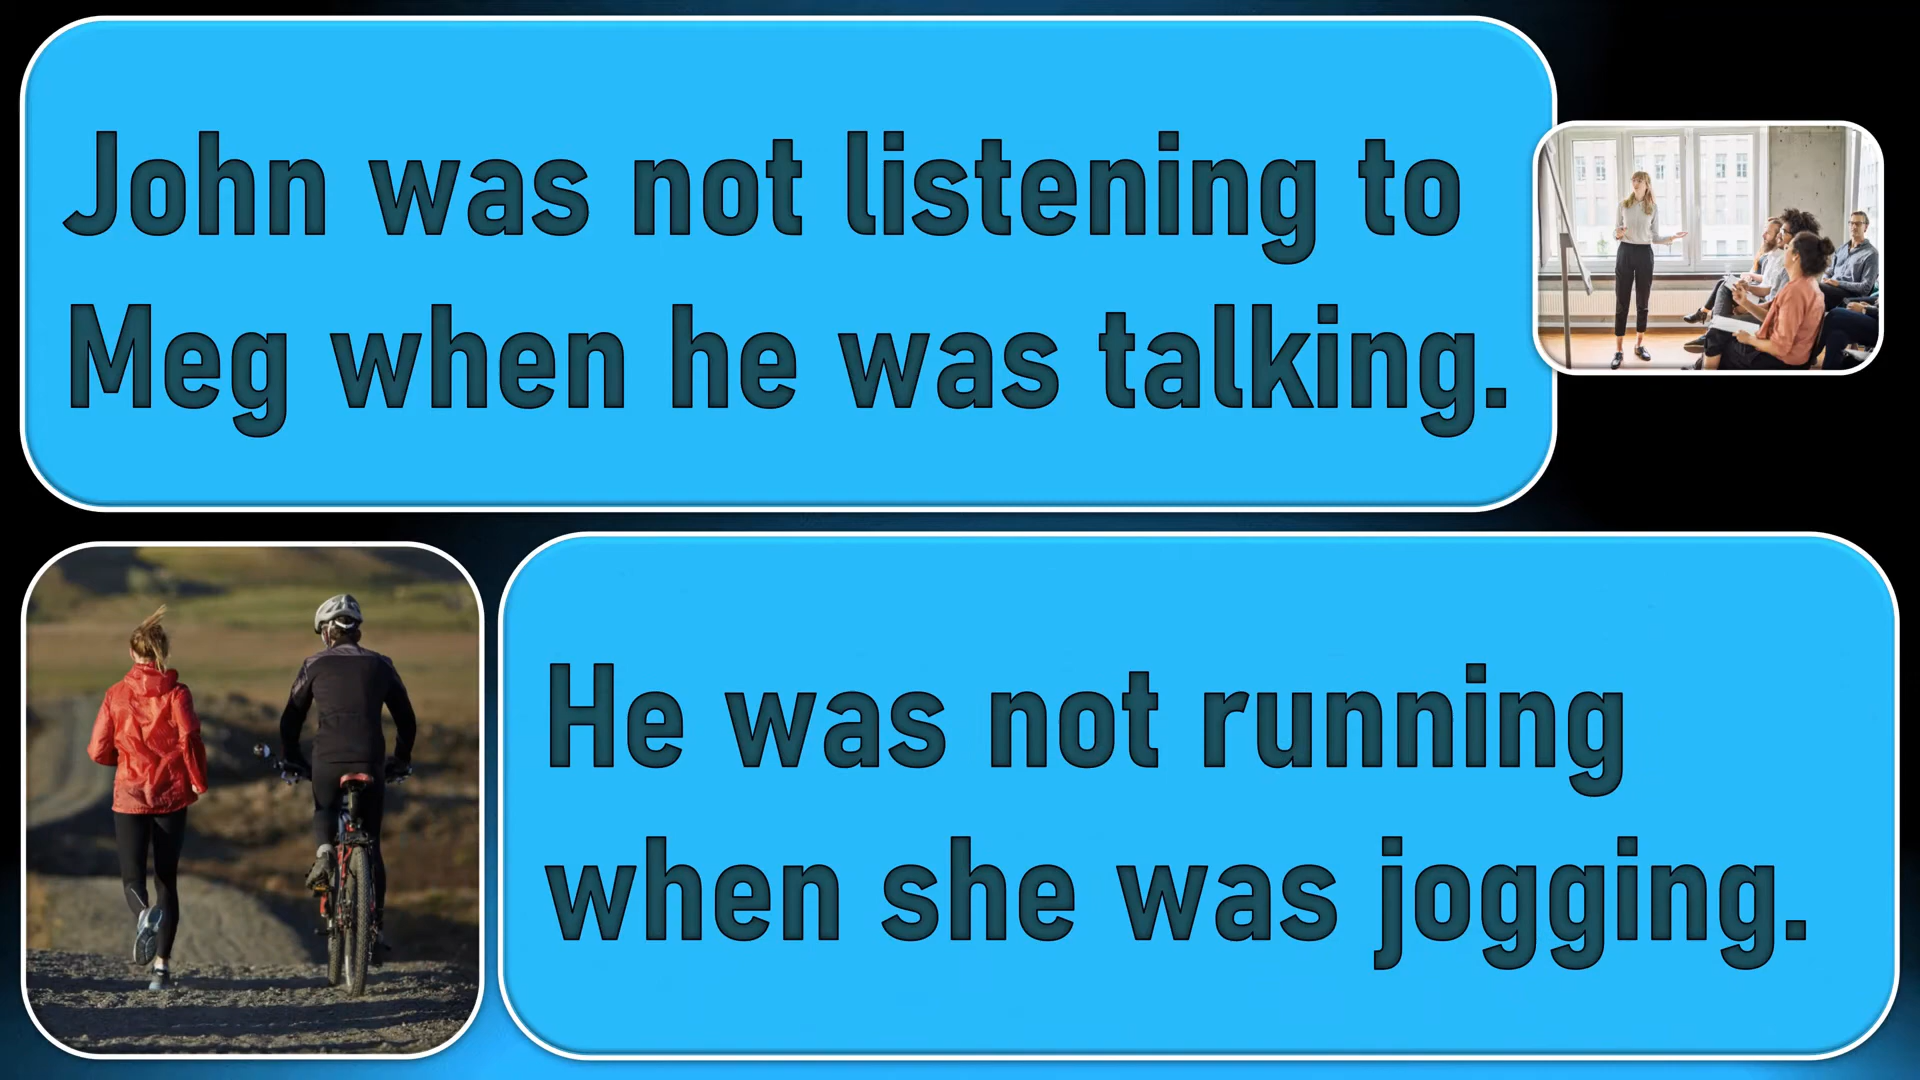 John was not listening to
Meg when he was talking.
He was not running
when she was jogging.